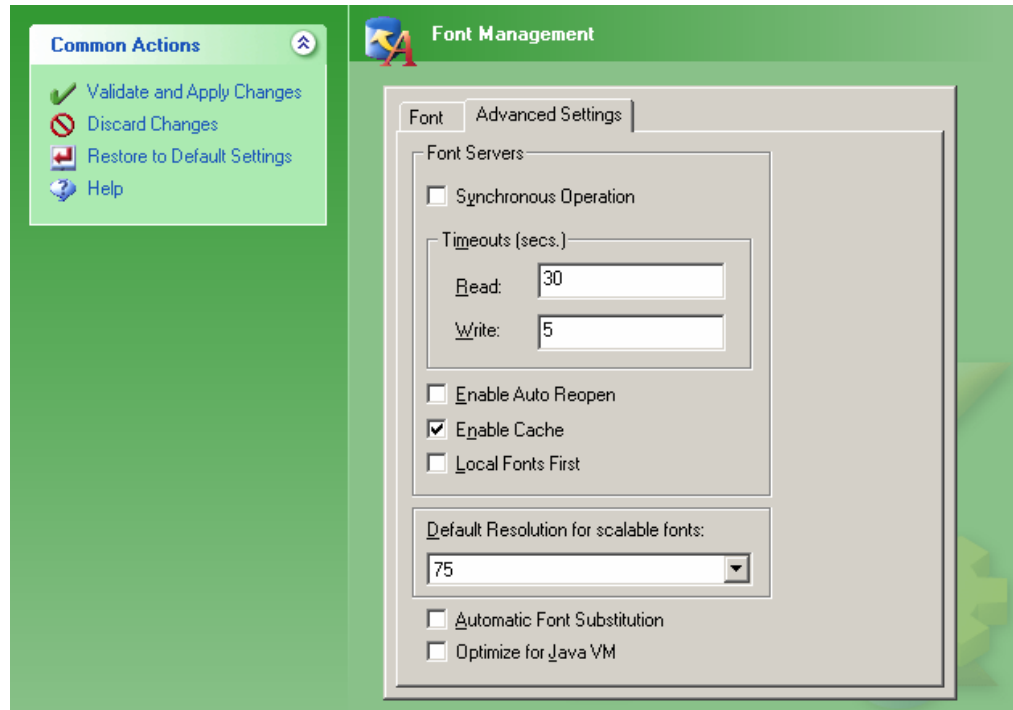 Common Actions
Validate and Apply Changes
Discard Changes
Restore to Default Settings
Help
Font Management
Font
Advanced Settings
Font Servers
Synchronous Operation
Timeouts (secs.)
Read:
30
Write:
5
Enable Auto Reopen
Enable Cache
Local Fonts First
Default Resolution for scalable fonts:
75
Automatic Font Substitution
Optimize for Java VM